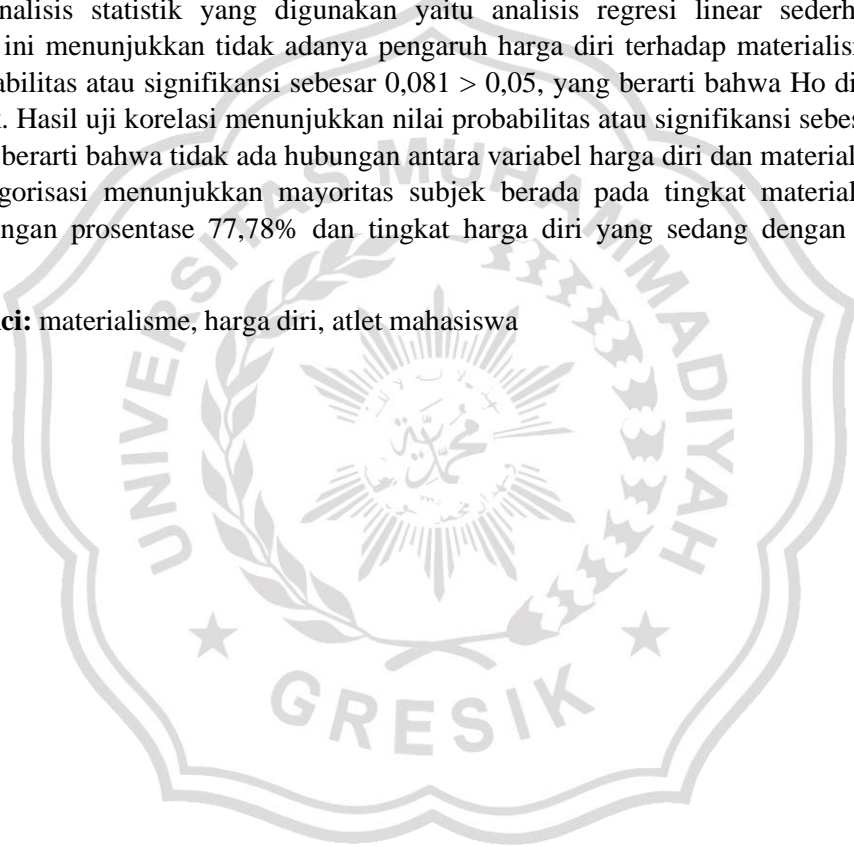 nalisis statistik yang digunakan yaitu analisis regresi linear sederh
ini menunjukkan tidak adanya pengaruh harga diri terhadap materialis
abilitas atau signifikansi sebesar 0,081 > 0,05, yang berarti bahwa Ho di
. Hasil uji korelasi menunjukkan nilai probabilitas atau signifikansi sebes
berarti bahwa tidak ada hubungan antara variabel harga diri dan material
gorisasi menunjukkan mayoritas subjek berada pada tingkat material
ngan prosentase 77,78% dan tingkat harga diri yang sedang dengan
ci: materialisme, harga diri, atlet mahasiswa
UNIVERSITAS MUHAMMADIYAH
GRESIK